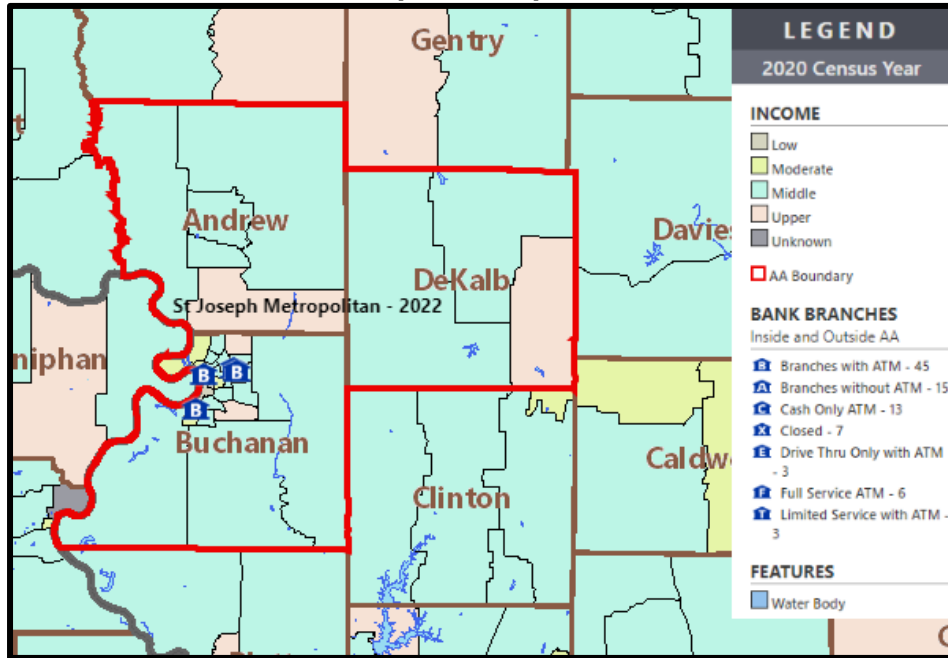 Gentry
t
Andrew
Davies
DeKalb
St Joseph Metropolitan - 2022
niphan
Buchanan
Caldw
Clinton
LEGEND
2020 Census Year
INCOME
Low
Moderate
Middle
Upper
Unknown
AA Boundary
BANK BRANCHES
Inside and Outside AA
B Branches with ATM - 45
A Branches without ATM - 15
C Cash Only ATM - 13
X Closed - 7
E Drive Thru Only with ATM
- 3
F Full Service ATM - 6
T Limited Service with ATM -
3
FEATURES
Water Body
B
B
B
C